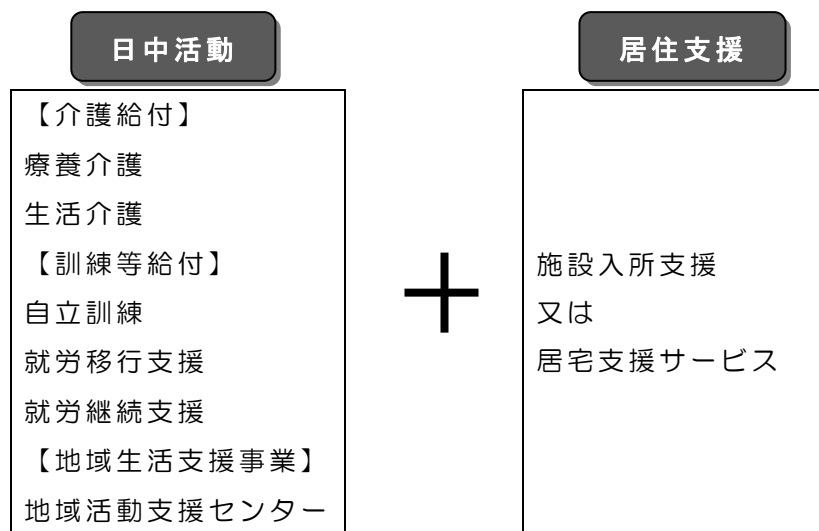 日中活動
【介護給付】
療養介護
生活介護
【訓練等給付】
自立訓練
就労移行支援
就労継続支援
【地域生活支援事業】
地域活動支援センター
＋
居住支援
施設入所支援
又は
居宅支援サービス